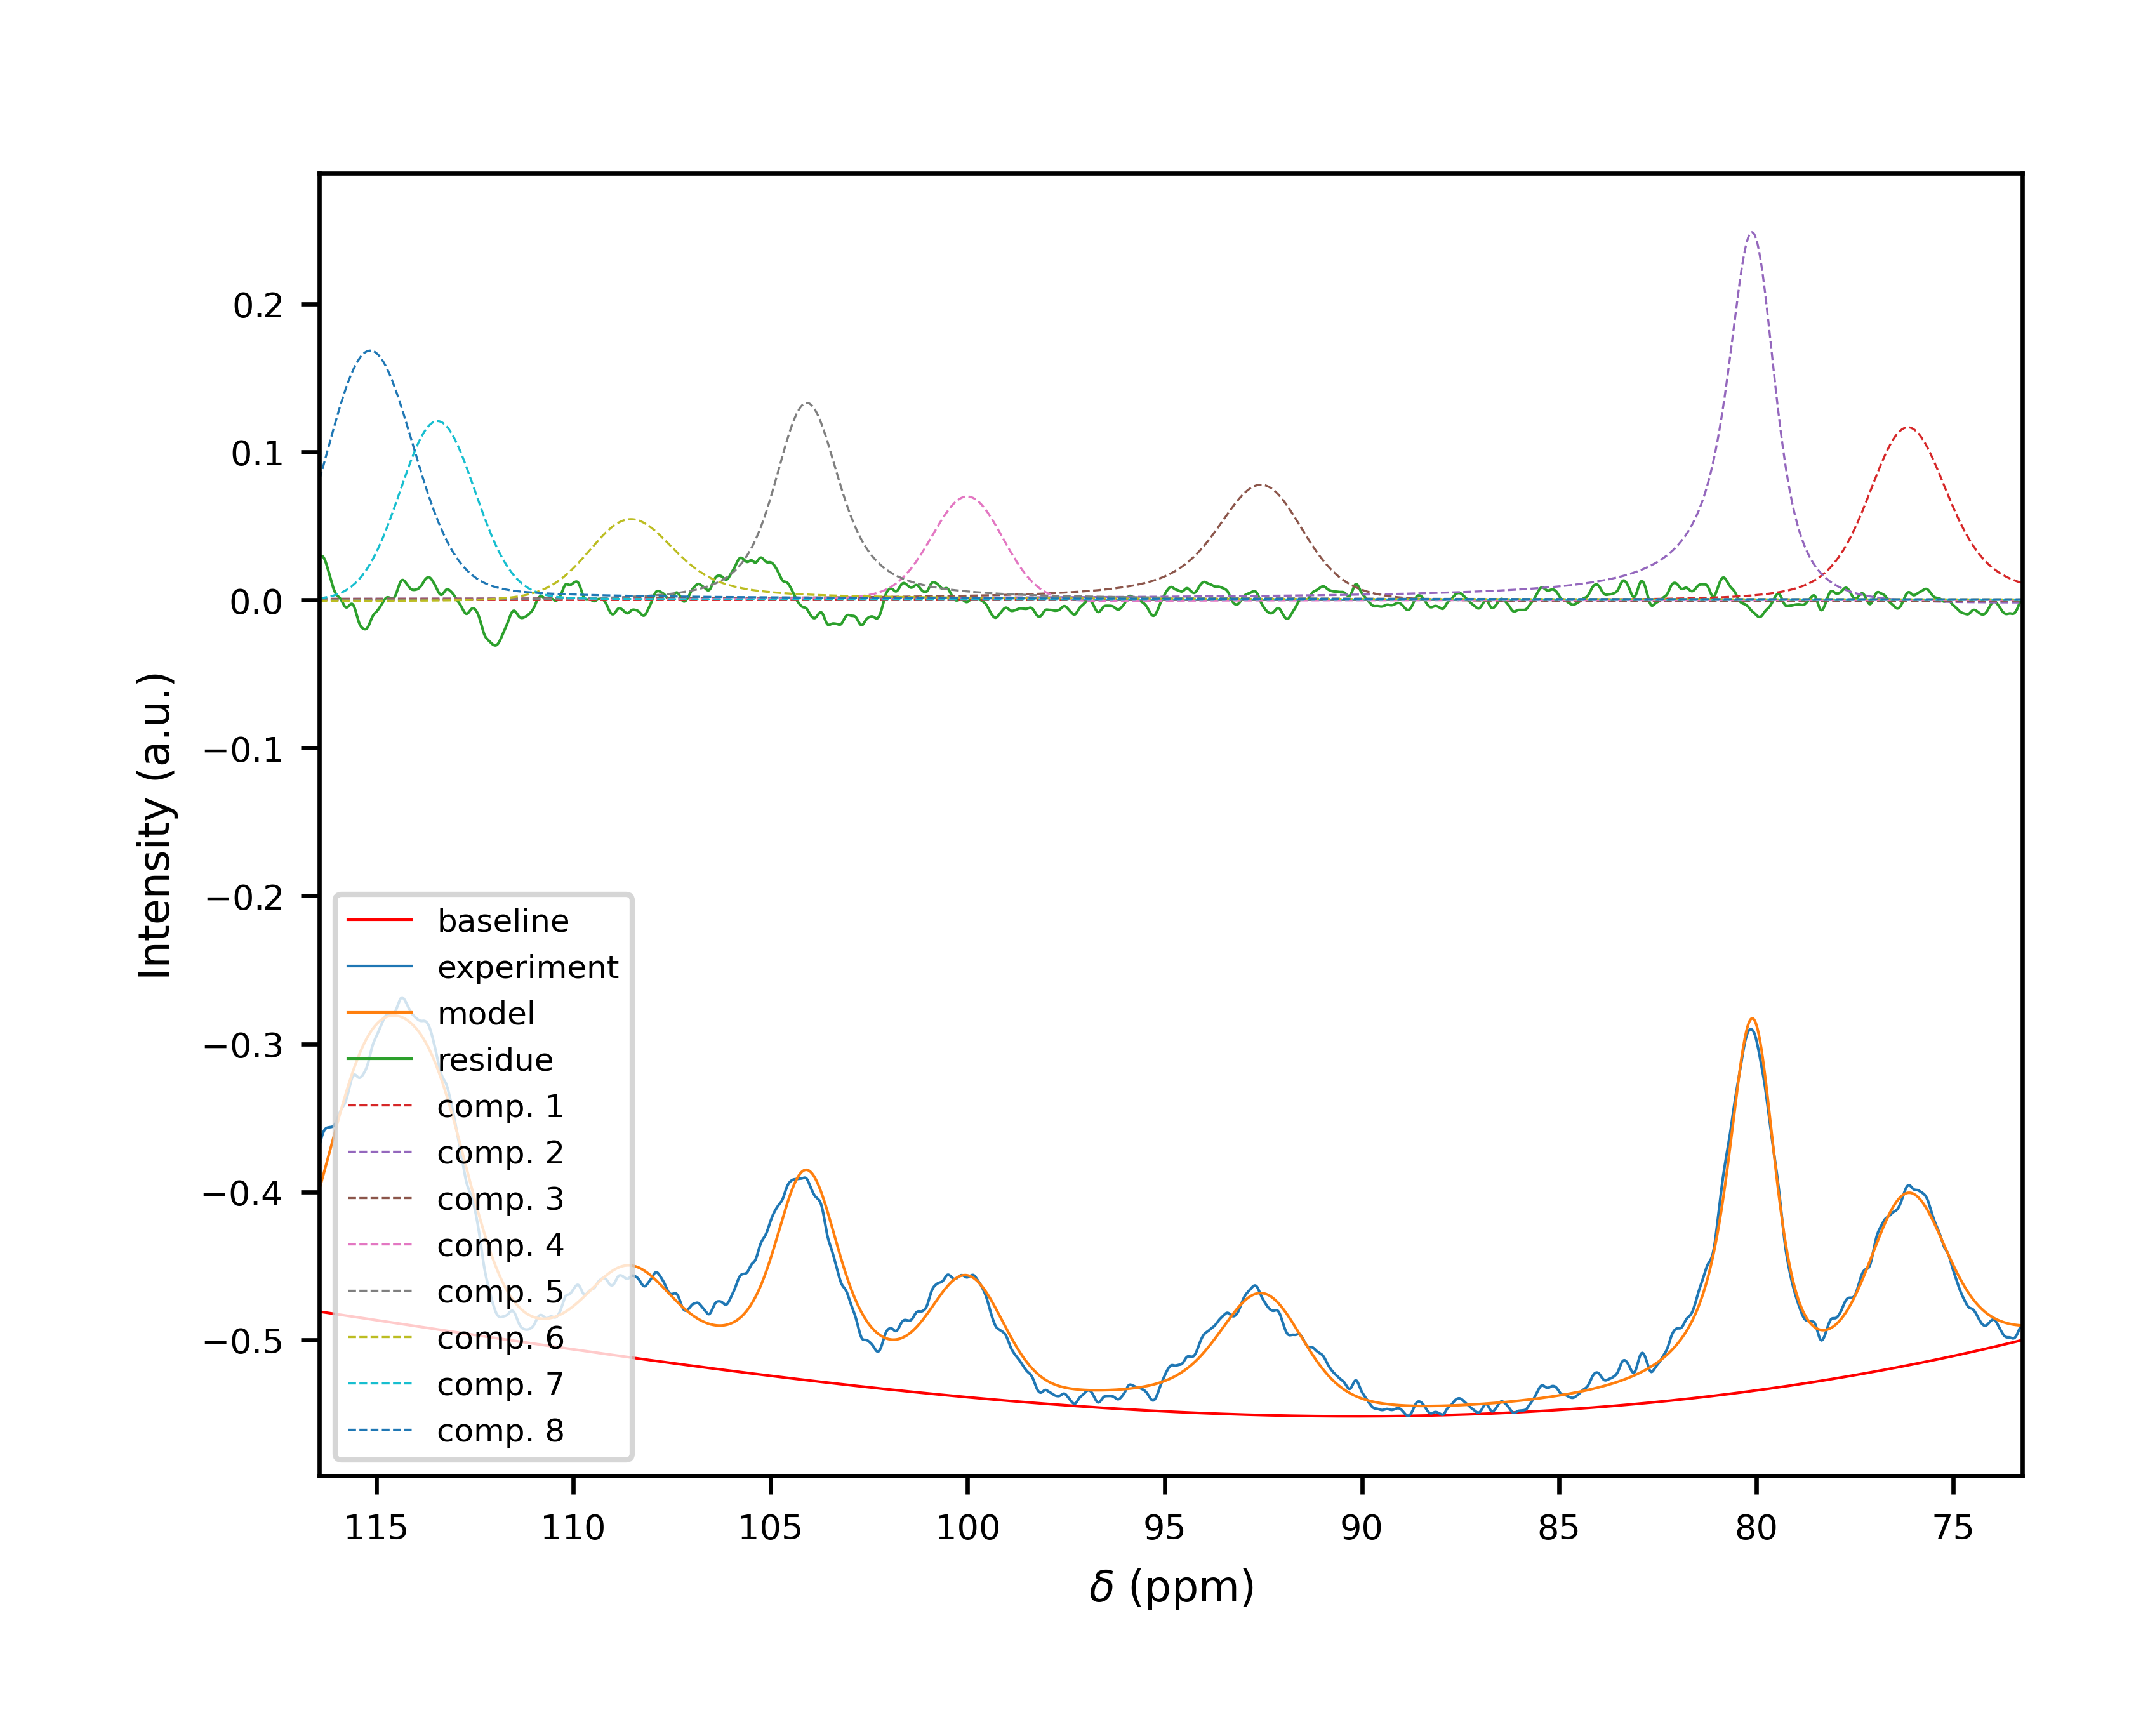 0.2
0.1
0.0
−0.1
−0.2
−0.3
−0.4
−0.5
Intensity (a.u.)
baseline
experiment
model
residue
comp. 1
comp. 2
comp. 3
comp. 4
comp. 5
comp. 6
comp. 7
comp. 8
115 110 105 100 95 90 85 80 75
δ (ppm)